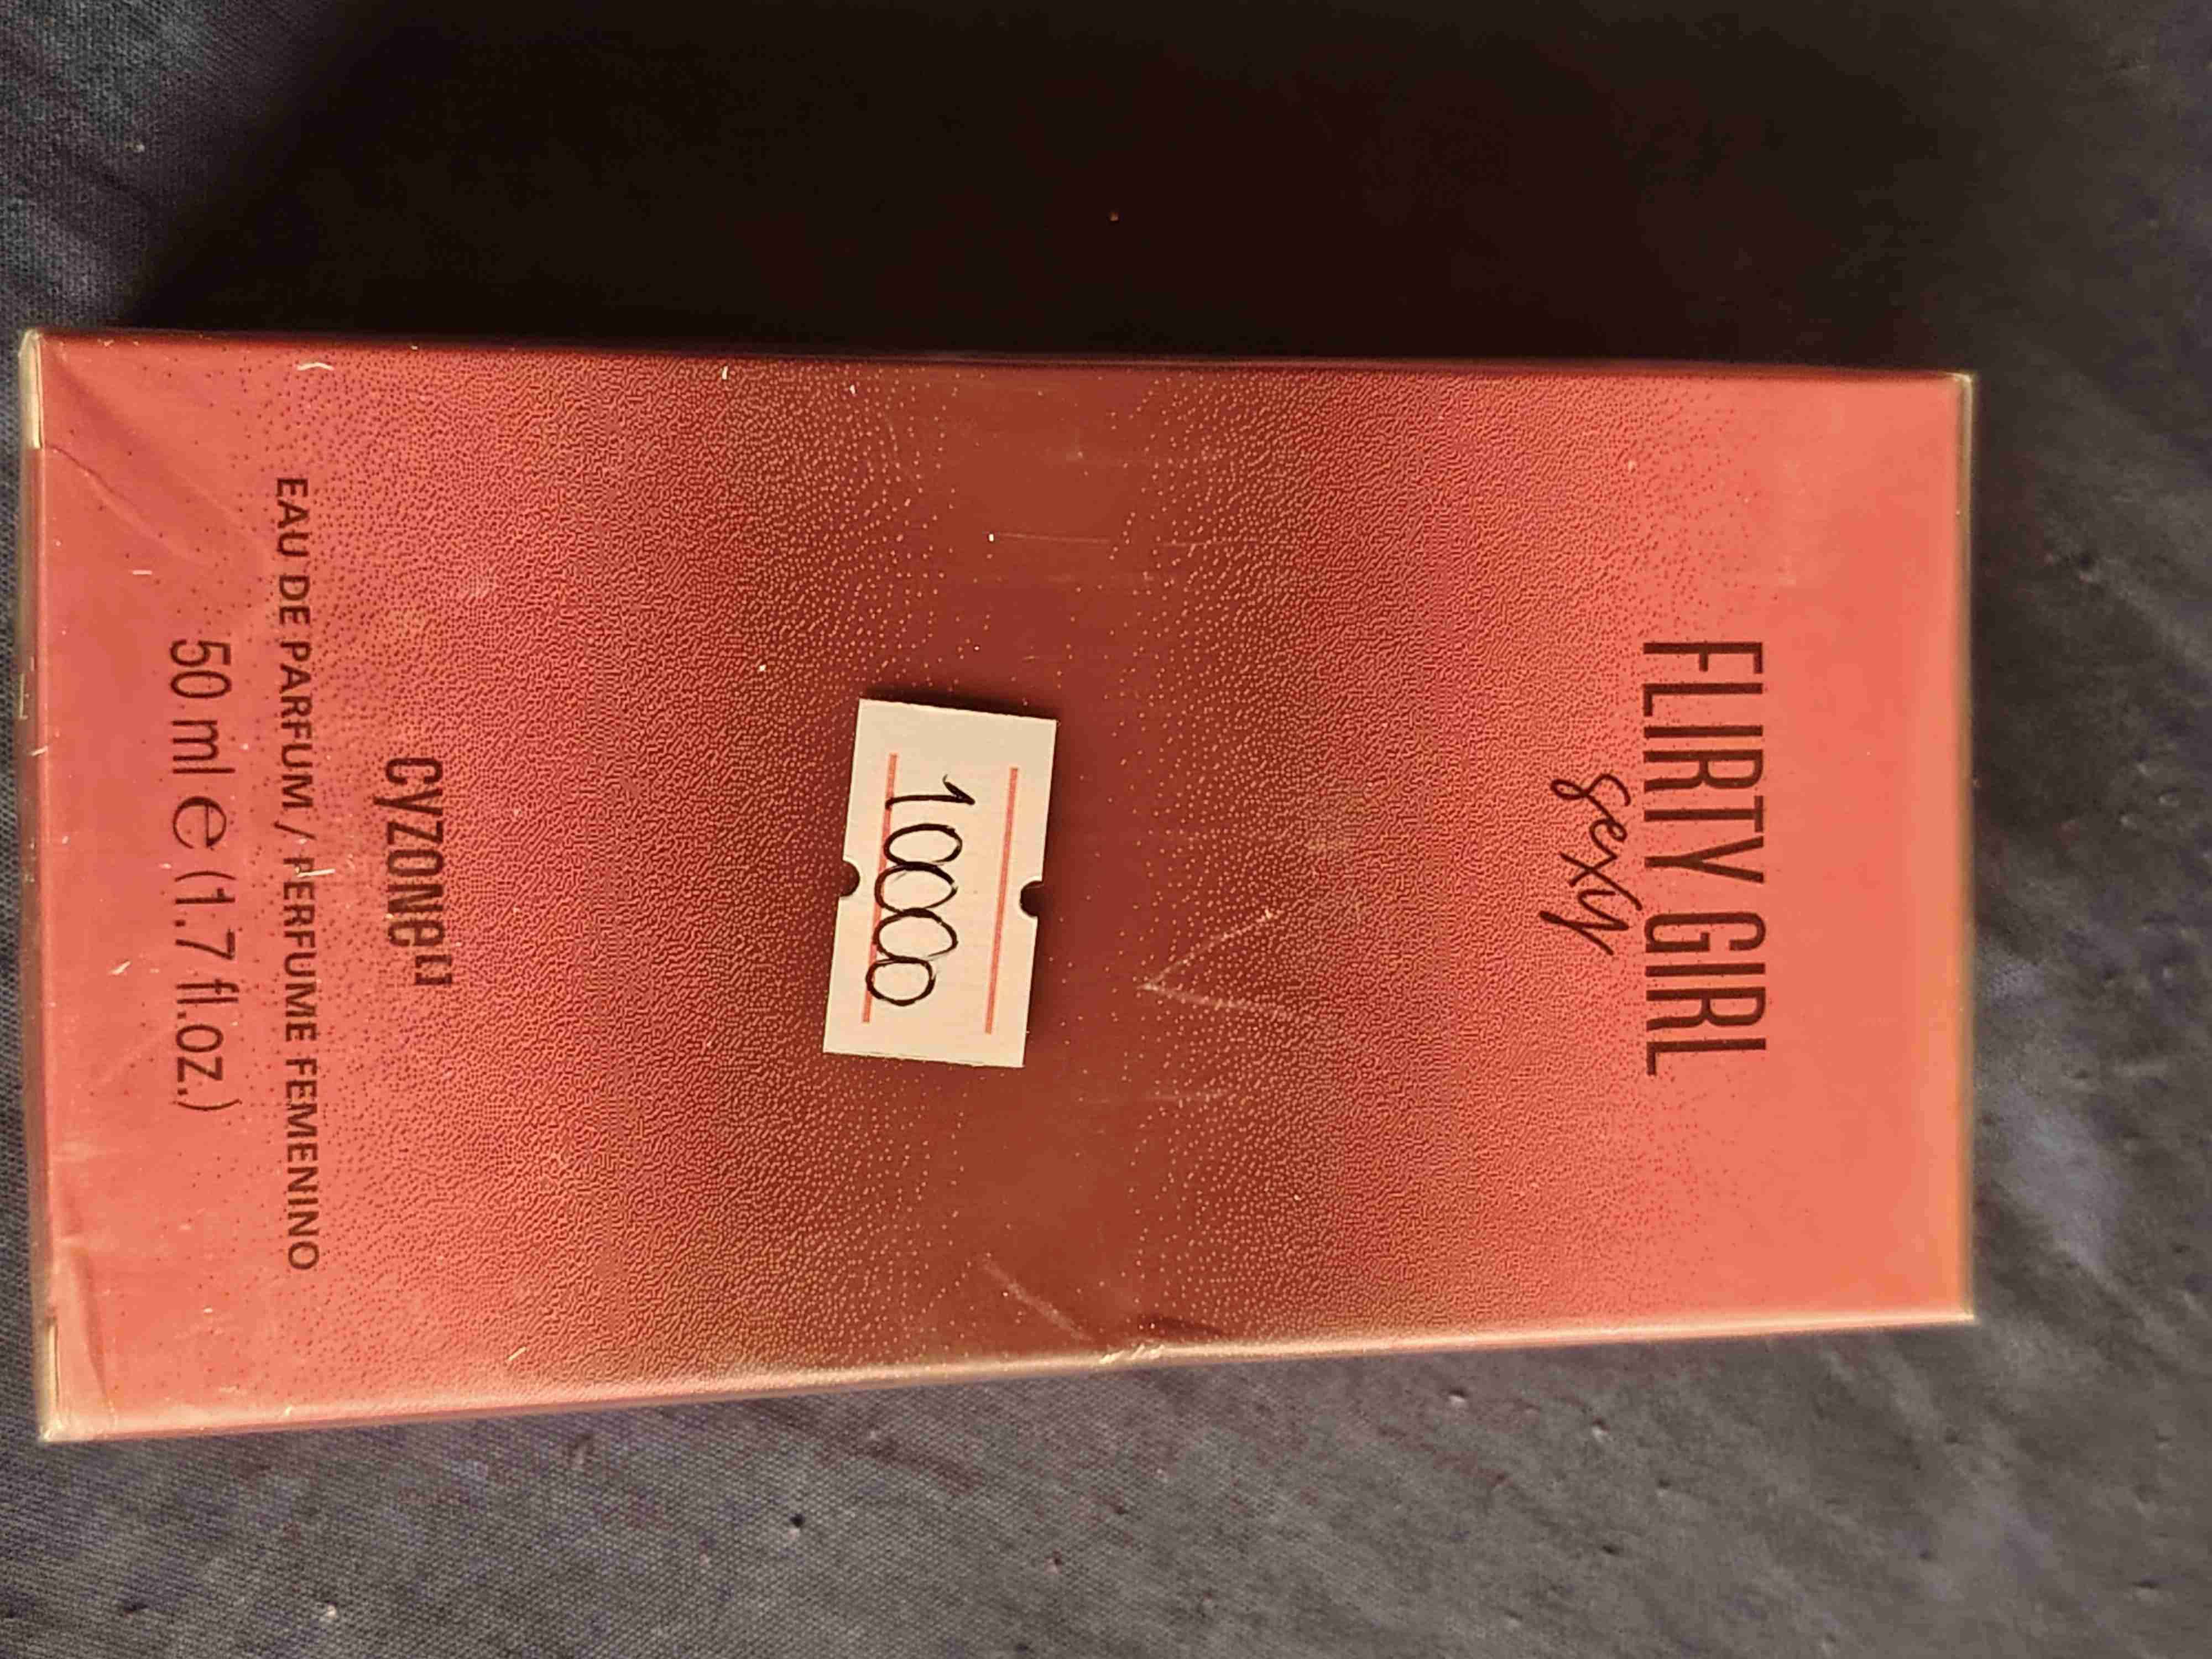 FLIRTY GIRL
sexy
10000
cyzone
EAU DE PARFUM / PERFUME FEMENINO
50 ml ℮ (1.7 fl.oz.)